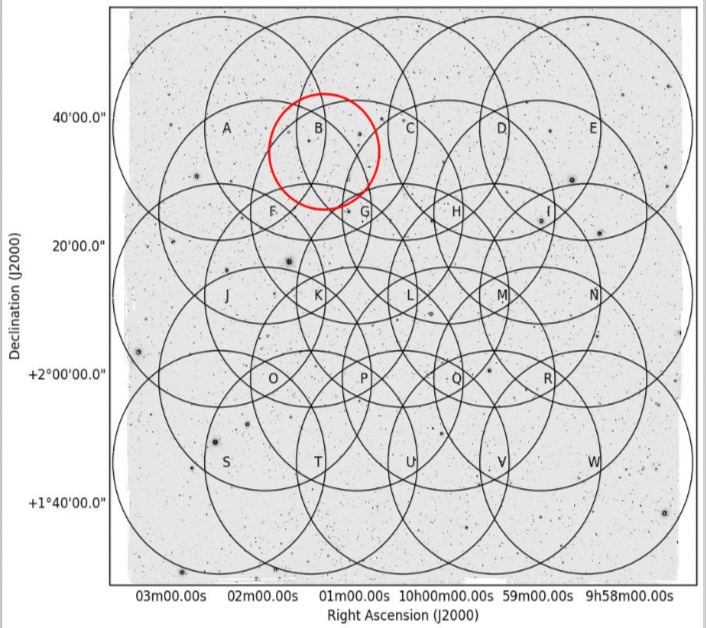 40'00.0"
A B C D E
F G H I
20'00.0"
J K L M N
+2°00'00.0"
O P Q R
S T U V W
+1°40'00.0"
Declination (J2000)
03m00.00s 02m00.00s 01m00.00s 10h00m00.00s 59m00.00s 9h58m00.00s
Right Ascension (J2000)